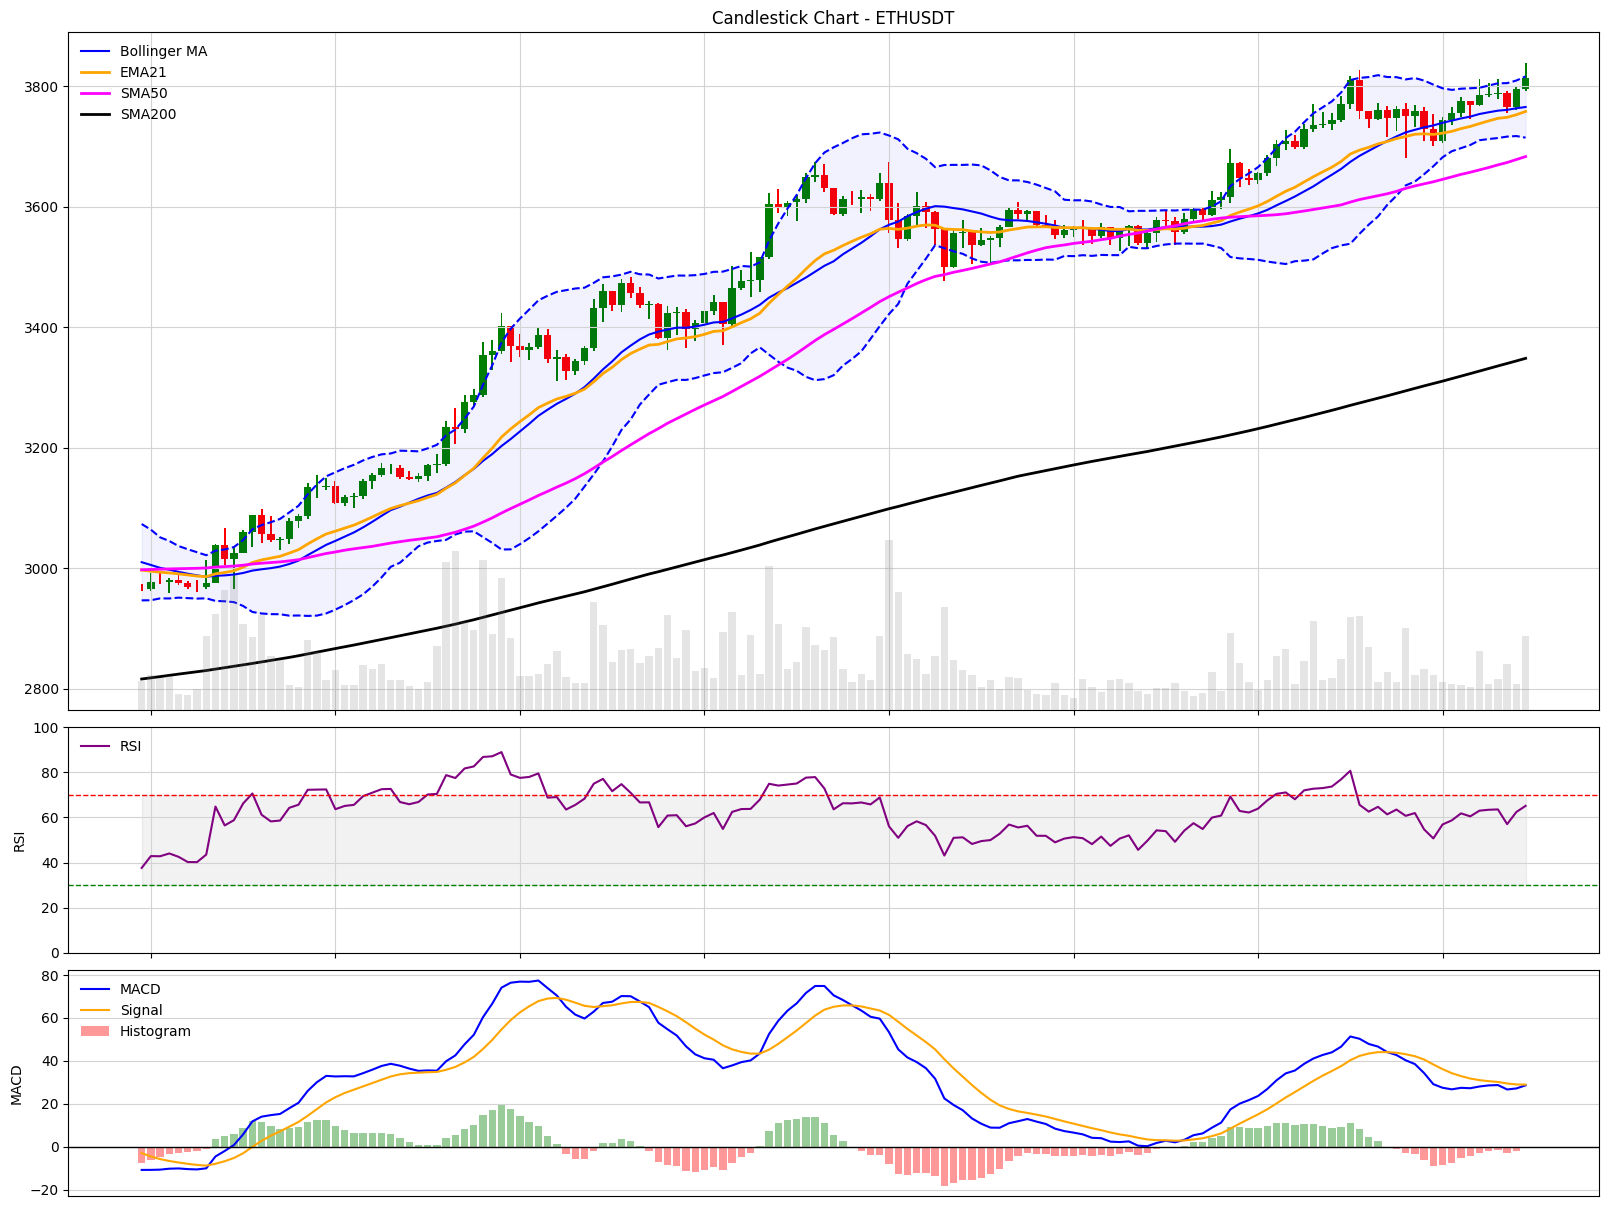 Candlestick Chart - ETHUSDT
Bollinger MA
EMA21
SMA50
SMA200
3800
3600
3400
3200
3000
2800
RSI
100
80
60
40
20
0
RSI
MACD
Signal
Histogram
80
60
40
20
0
−20
MACD